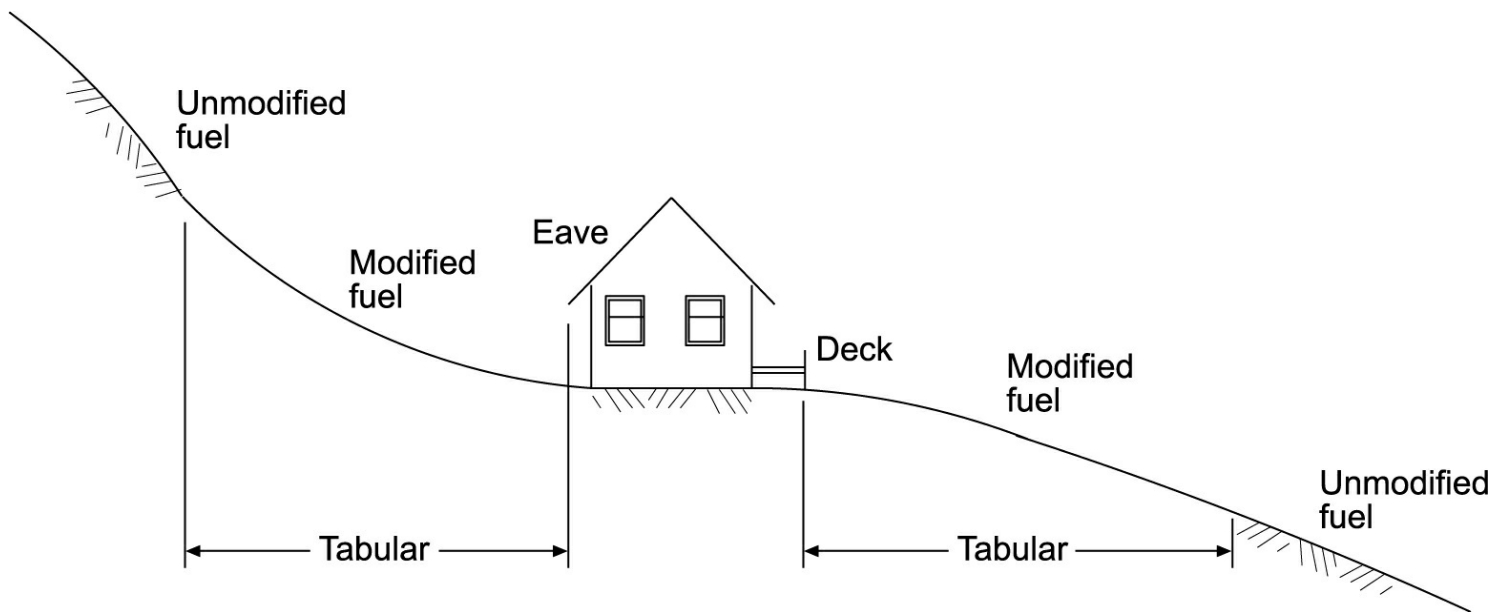 Unmodified
fuel
Eave
Modified
fuel
Deck
Modified
fuel
Unmodified
fuel
Tabular
Tabular